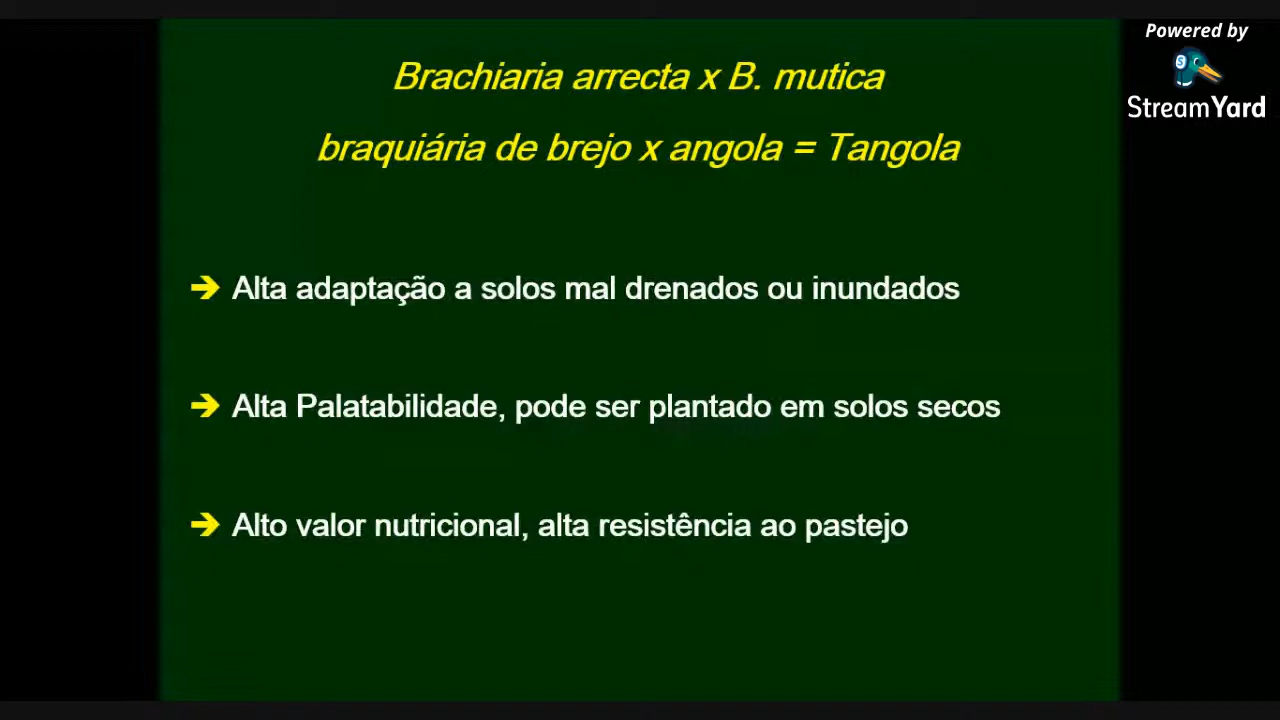 Powered by
StreamYard
Brachiaria arrecta x B. mutica
braquiária de brejo x angola = Tangola
➔ Alta adaptação a solos mal drenados ou inundados
➔ Alta Palatabilidade, pode ser plantado em solos secos
➔ Alto valor nutricional, alta resistência ao pastejo